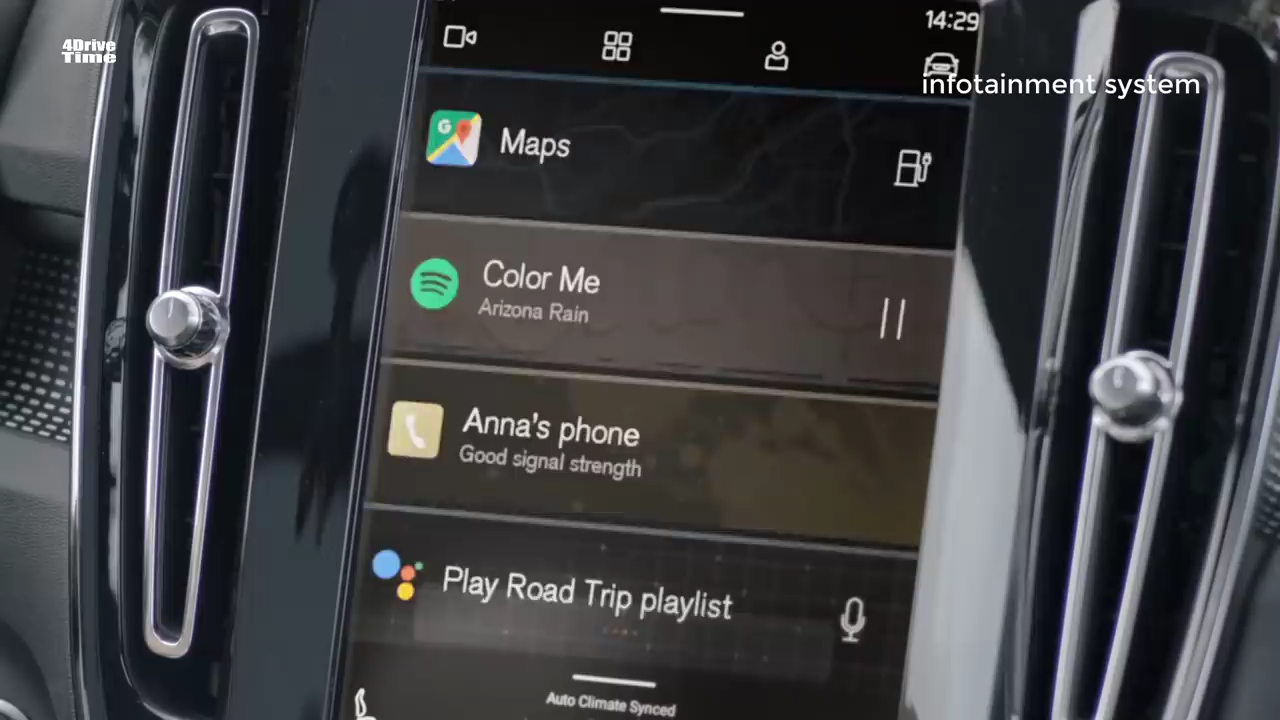 4Drive
Time
14:29
infotainment system
G
Maps
Color Me
Arizona Rain
Anna's phone
Good signal strength
Play Road Trip playlist
Auto Climate Synced